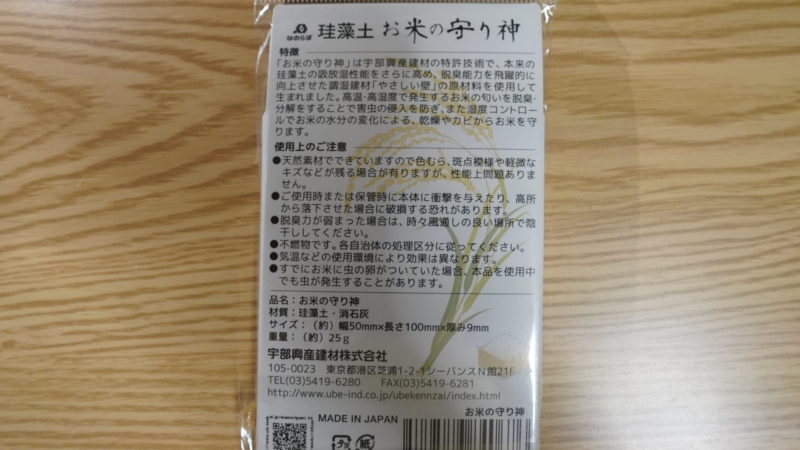 なのらぼ 珪藻土 お米の守り神
特徴
「お米の守り神」は宇部興産建材の特許技術で、本来の
珪藻土の吸放湿性能をさらに高め、脱臭能力を飛躍的に
向上させた調湿建材「やさしい壁」の原材料を使用して
生まれました。高温・高湿度で発生するお米の匂いを脱臭・
分解をすることで害虫の侵入を防ぎ、また湿度コントロー
ルでお米の水分の変化による、乾燥やカビからお米を守
ります。
使用上のご注意
●天然素材でできていますので色むら、斑点模様や軽微な
キズなどが残る場合が有りますが、性能上問題ありま
せん。
●ご使用時または保管時に本体に衝撃を与えたり、高所
から落下させた場合に破損する恐れがあります。
●脱臭力が弱まった場合は、時々風通しの良い場所で陰
干ししてください。
●不燃物です。各自治体の処理区分に従ってください。
●気温などの使用環境により効果は異なります。
●すでにお米に虫の卵がついていた場合、本品を使用中
でも虫が発生することがあります。
品名：お米の守り神
材質：珪藻土・消石灰
サイズ：（約）幅50mm×長さ100mm×厚み9mm
重量：（約）25g
宇部興産建材株式会社
105-0023 東京都港区芝浦1-2-1シーバンスN館21F
TEL(03)5419-6280 FAX(03)5419-6281
http://www.ube-ind.co.jp/ubekennzai/index.html
お米の守り神
MADE IN JAPAN
プラ 紙